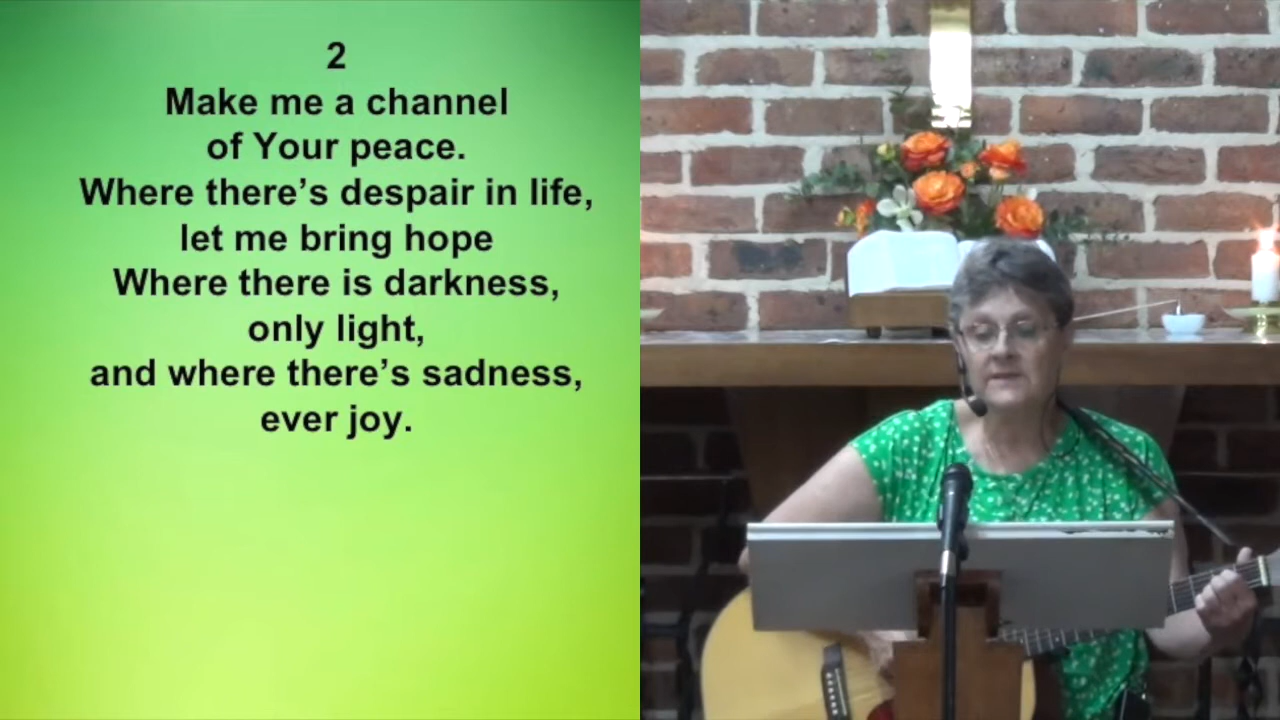 2
Make me a channel
of Your peace.
Where there’s despair in life,
let me bring hope
Where there is darkness,
only light,
and where there’s sadness,
ever joy.